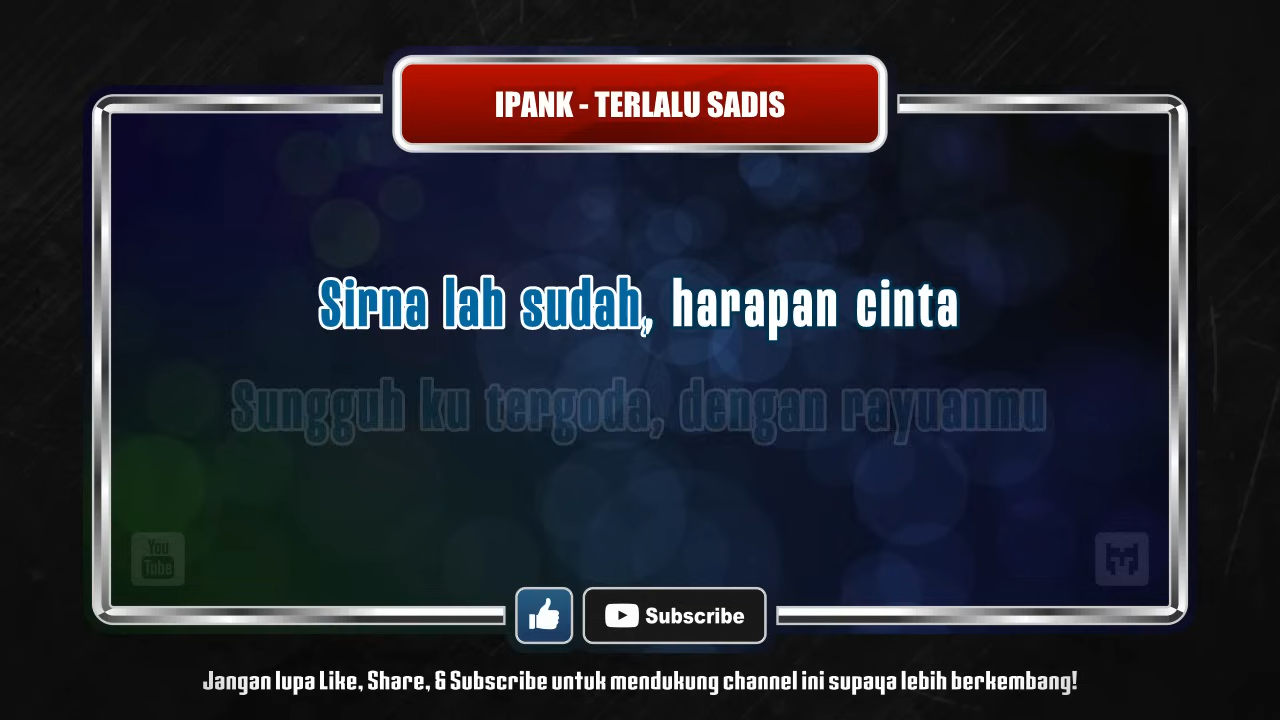 IPANK - TERLALU SADIS
Sirna lah sudah, harapan cinta
Sungguh ku tergoda, dengan rayuanmu
You
Tube
Subscribe
Jangan lupa Like, Share, & Subscribe untuk mendukung channel ini supaya lebih berkembang!